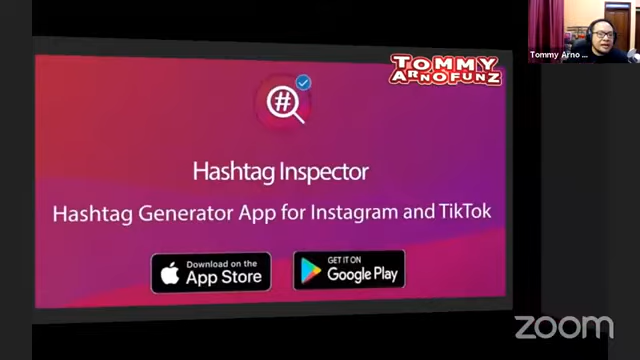 TOMMY
ARNOFUNZ
Tommy Arno ...
#
Hashtag Inspector
Hashtag Generator App for Instagram and TikTok
Download on the
App Store
GET IT ON
Google Play
zoom